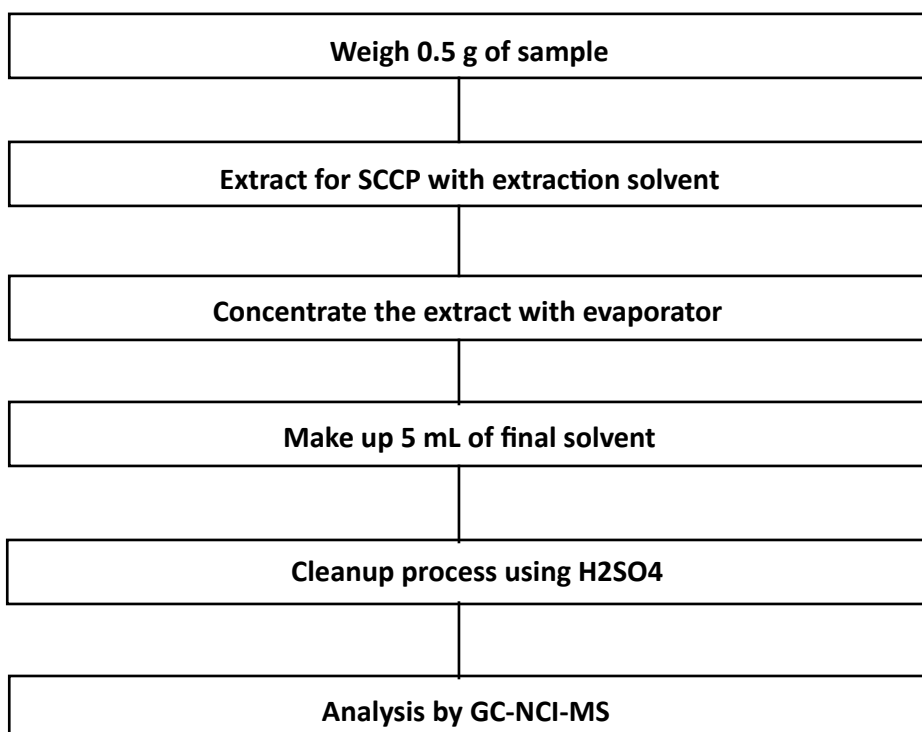 Weigh 0.5 g of sample
Extract for SCCP with extraction solvent
Concentrate the extract with evaporator
Make up 5 mL of final solvent
Cleanup process using H2SO4
Analysis by GC-NCI-MS